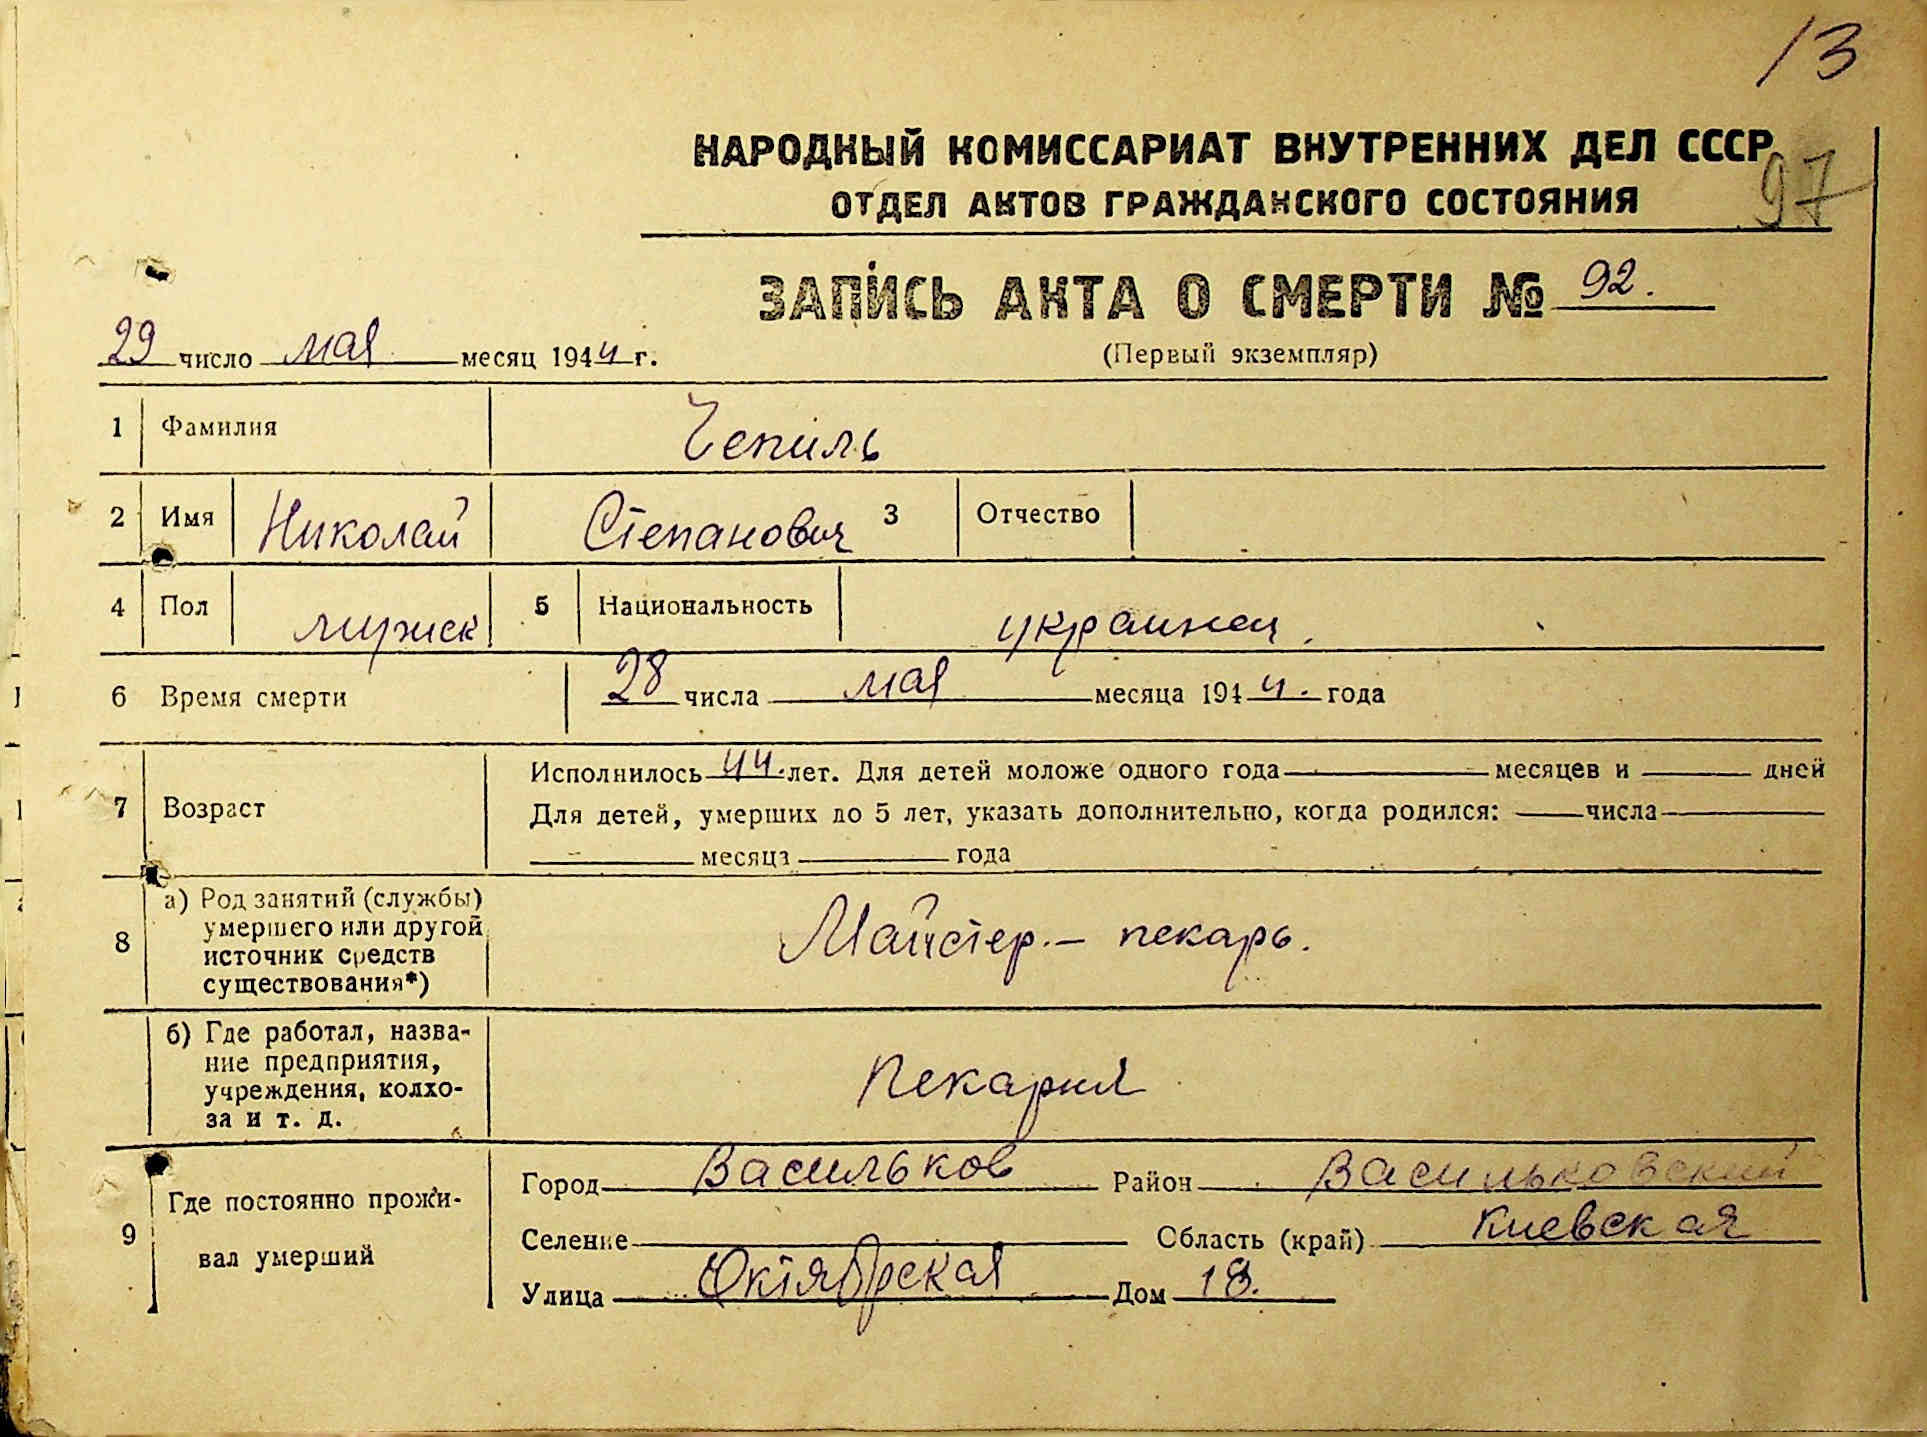 13
НАРОДНЫЙ КОМИССАРИАТ ВНУТРЕННИХ ДЕЛ СССР
97
ОТДЕЛ АКТОВ ГРАЖДАНСКОГО СОСТОЯНИЯ
ЗАПИСЬ АКТА О СМЕРТИ № 92.
29 число мая месяц 1944 г.
(Первый экземпляр)
1 Фамилия Чепиль
2 Имя Николай Степанович 3 Отчество
4 Пол мужск 5 Национальность украинец.
6 Время смерти 28 числа мая месяца 1944. года
Исполнилось 44 лет. Для детей моложе одного года месяцев и дней
7 Возраст Для детей, умерших до 5 лет, указать дополнительно, когда родился: числа
месяца года
а) Род занятий (службы)
умершего или другой
8 источник средств Майстер - пекарь.
существования*)
б) Где работал, назва-
ние предприятия,
учреждения, колхо- Пекарня
за и т. д.
Город Васильков Район Васильковский
9 Где постоянно прожи-
Селение Область (край) Киевская
вал умерший
Улица Октябрьская Дом 18.